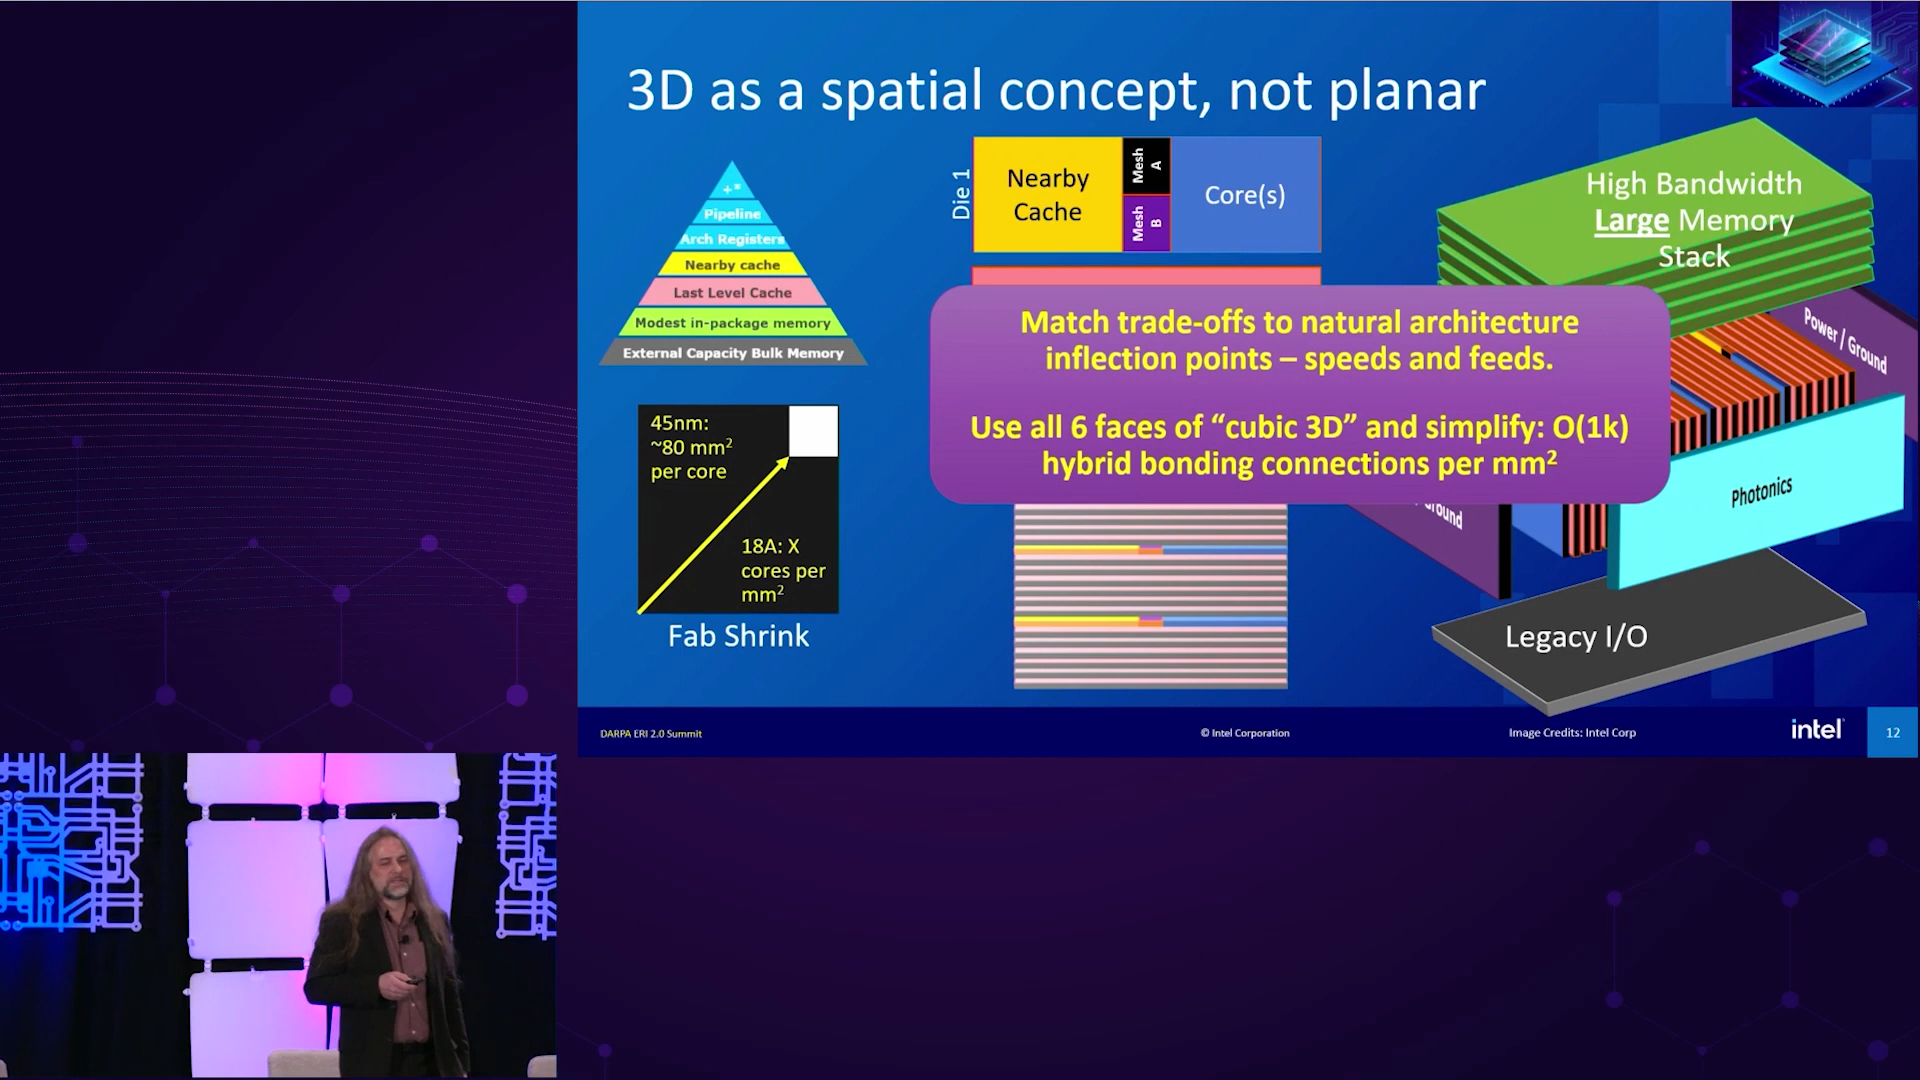 3D as a spatial concept, not planar
+*
Pipeline
Arch Registers
Nearby cache
Last Level Cache
Modest in-package memory
External Capacity Bulk Memory
45nm:
~80 mm²
per core
18A: X
cores per
mm²
Fab Shrink
Die 1
Nearby
Cache
Mesh
A
Mesh
B
Core(s)
Match trade-offs to natural architecture
inflection points – speeds and feeds.
Use all 6 faces of “cubic 3D” and simplify: O(1k)
hybrid bonding connections per mm²
High Bandwidth
Large Memory
Stack
Power / Ground
Photonics
Legacy I/O
DARPA ERI 2.0 Summit
© Intel Corporation
Image Credits: Intel Corp
intel
12